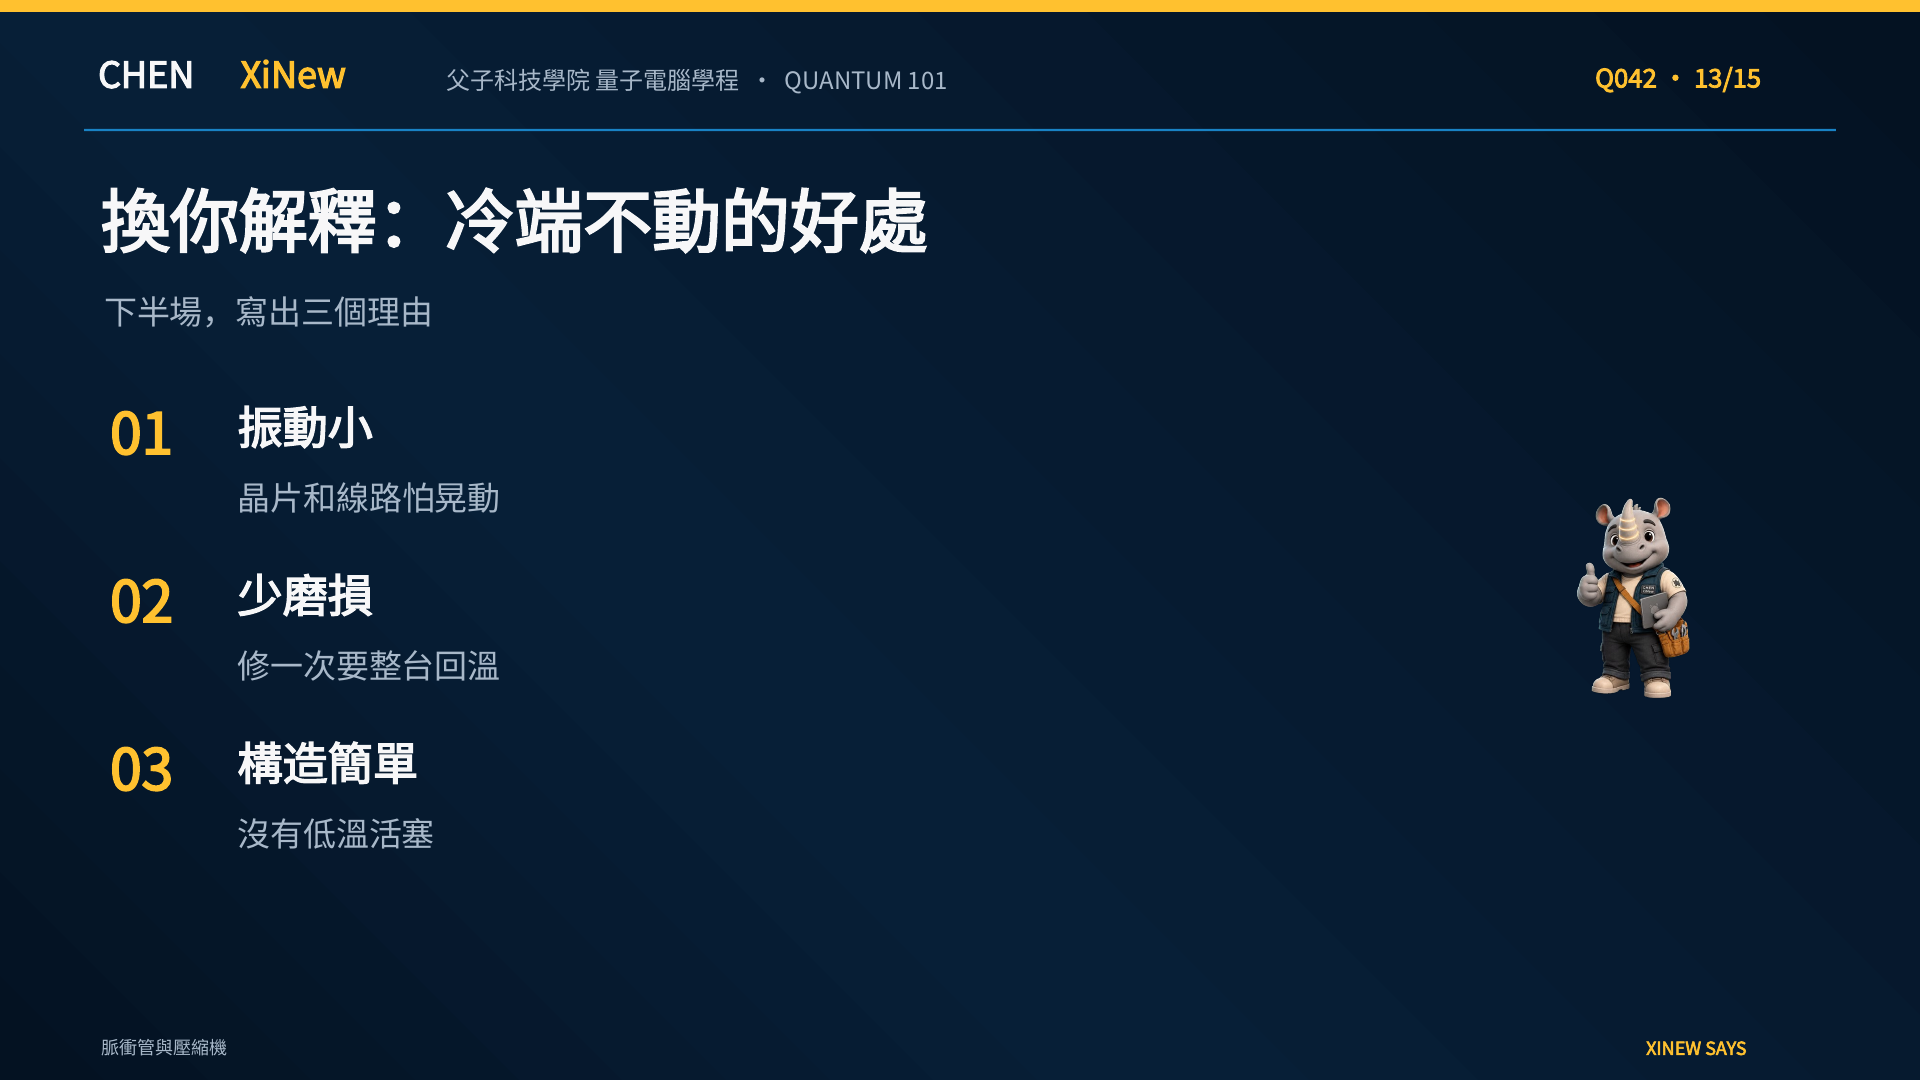 CHEN XiNew 父子科技學院 量子電腦學程 · QUANTUM 101 Q042 · 13/15
換你解釋：冷端不動的好處
下半場，寫出三個理由
01 振動小
晶片和線路怕晃動
02 少磨損
修一次要整台回溫
03 構造簡單
沒有低溫活塞
脈衝管與壓縮機 XINEW SAYS